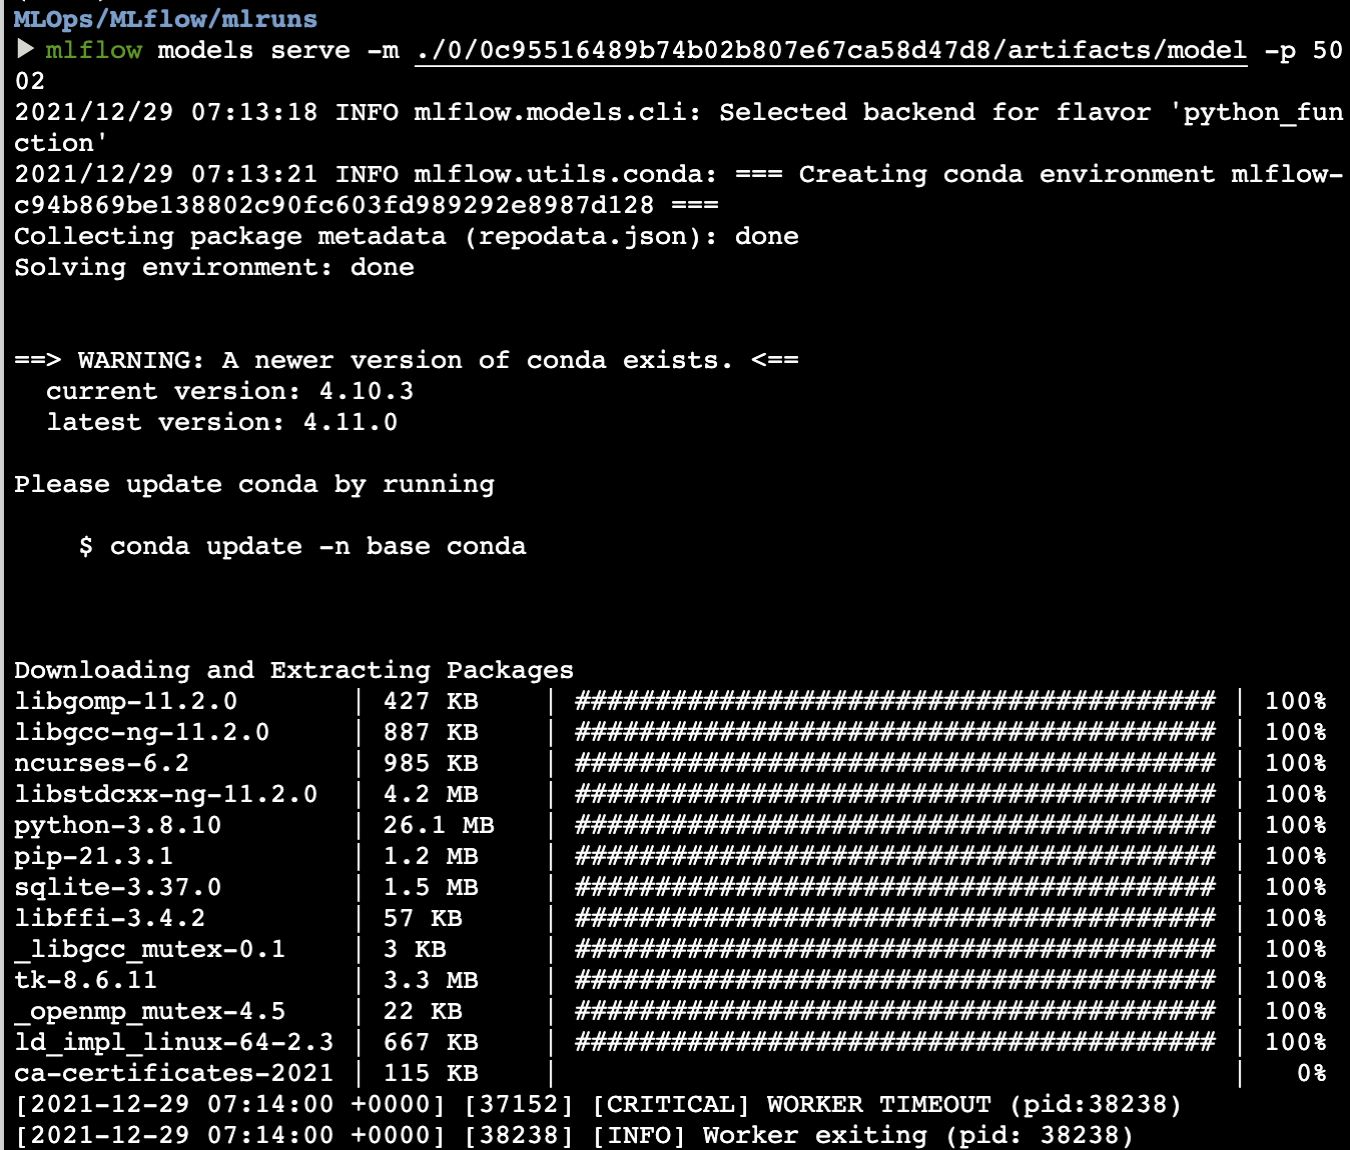 MLOps/MLflow/mlruns
▶ mlflow models serve -m ./0/0c95516489b74b02b807e67ca58d47d8/artifacts/model -p 50
02
2021/12/29 07:13:18 INFO mlflow.models.cli: Selected backend for flavor 'python_fun
ction'
2021/12/29 07:13:21 INFO mlflow.utils.conda: === Creating conda environment mlflow-
c94b869be138802c90fc603fd989292e8987d128 ===
Collecting package metadata (repodata.json): done
Solving environment: done
==> WARNING: A newer version of conda exists. <==
current version: 4.10.3
latest version: 4.11.0
Please update conda by running
$ conda update -n base conda
Downloading and Extracting Packages
libgomp-11.2.0 | 427 KB | ######################################## | 100%
libgcc-ng-11.2.0 | 887 KB | ######################################## | 100%
ncurses-6.2 | 985 KB | ######################################## | 100%
libstdcxx-ng-11.2.0 | 4.2 MB | ######################################## | 100%
python-3.8.10 | 26.1 MB | ######################################## | 100%
pip-21.3.1 | 1.2 MB | ######################################## | 100%
sqlite-3.37.0 | 1.5 MB | ######################################## | 100%
libffi-3.4.2 | 57 KB | ######################################## | 100%
_libgcc_mutex-0.1 | 3 KB | ######################################## | 100%
tk-8.6.11 | 3.3 MB | ######################################## | 100%
_openmp_mutex-4.5 | 22 KB | ######################################## | 100%
ld_impl_linux-64-2.3 | 667 KB | ######################################## | 100%
ca-certificates-2021 | 115 KB | | 0%
[2021-12-29 07:14:00 +0000] [37152] [CRITICAL] WORKER TIMEOUT (pid:38238)
[2021-12-29 07:14:00 +0000] [38238] [INFO] Worker exiting (pid: 38238)